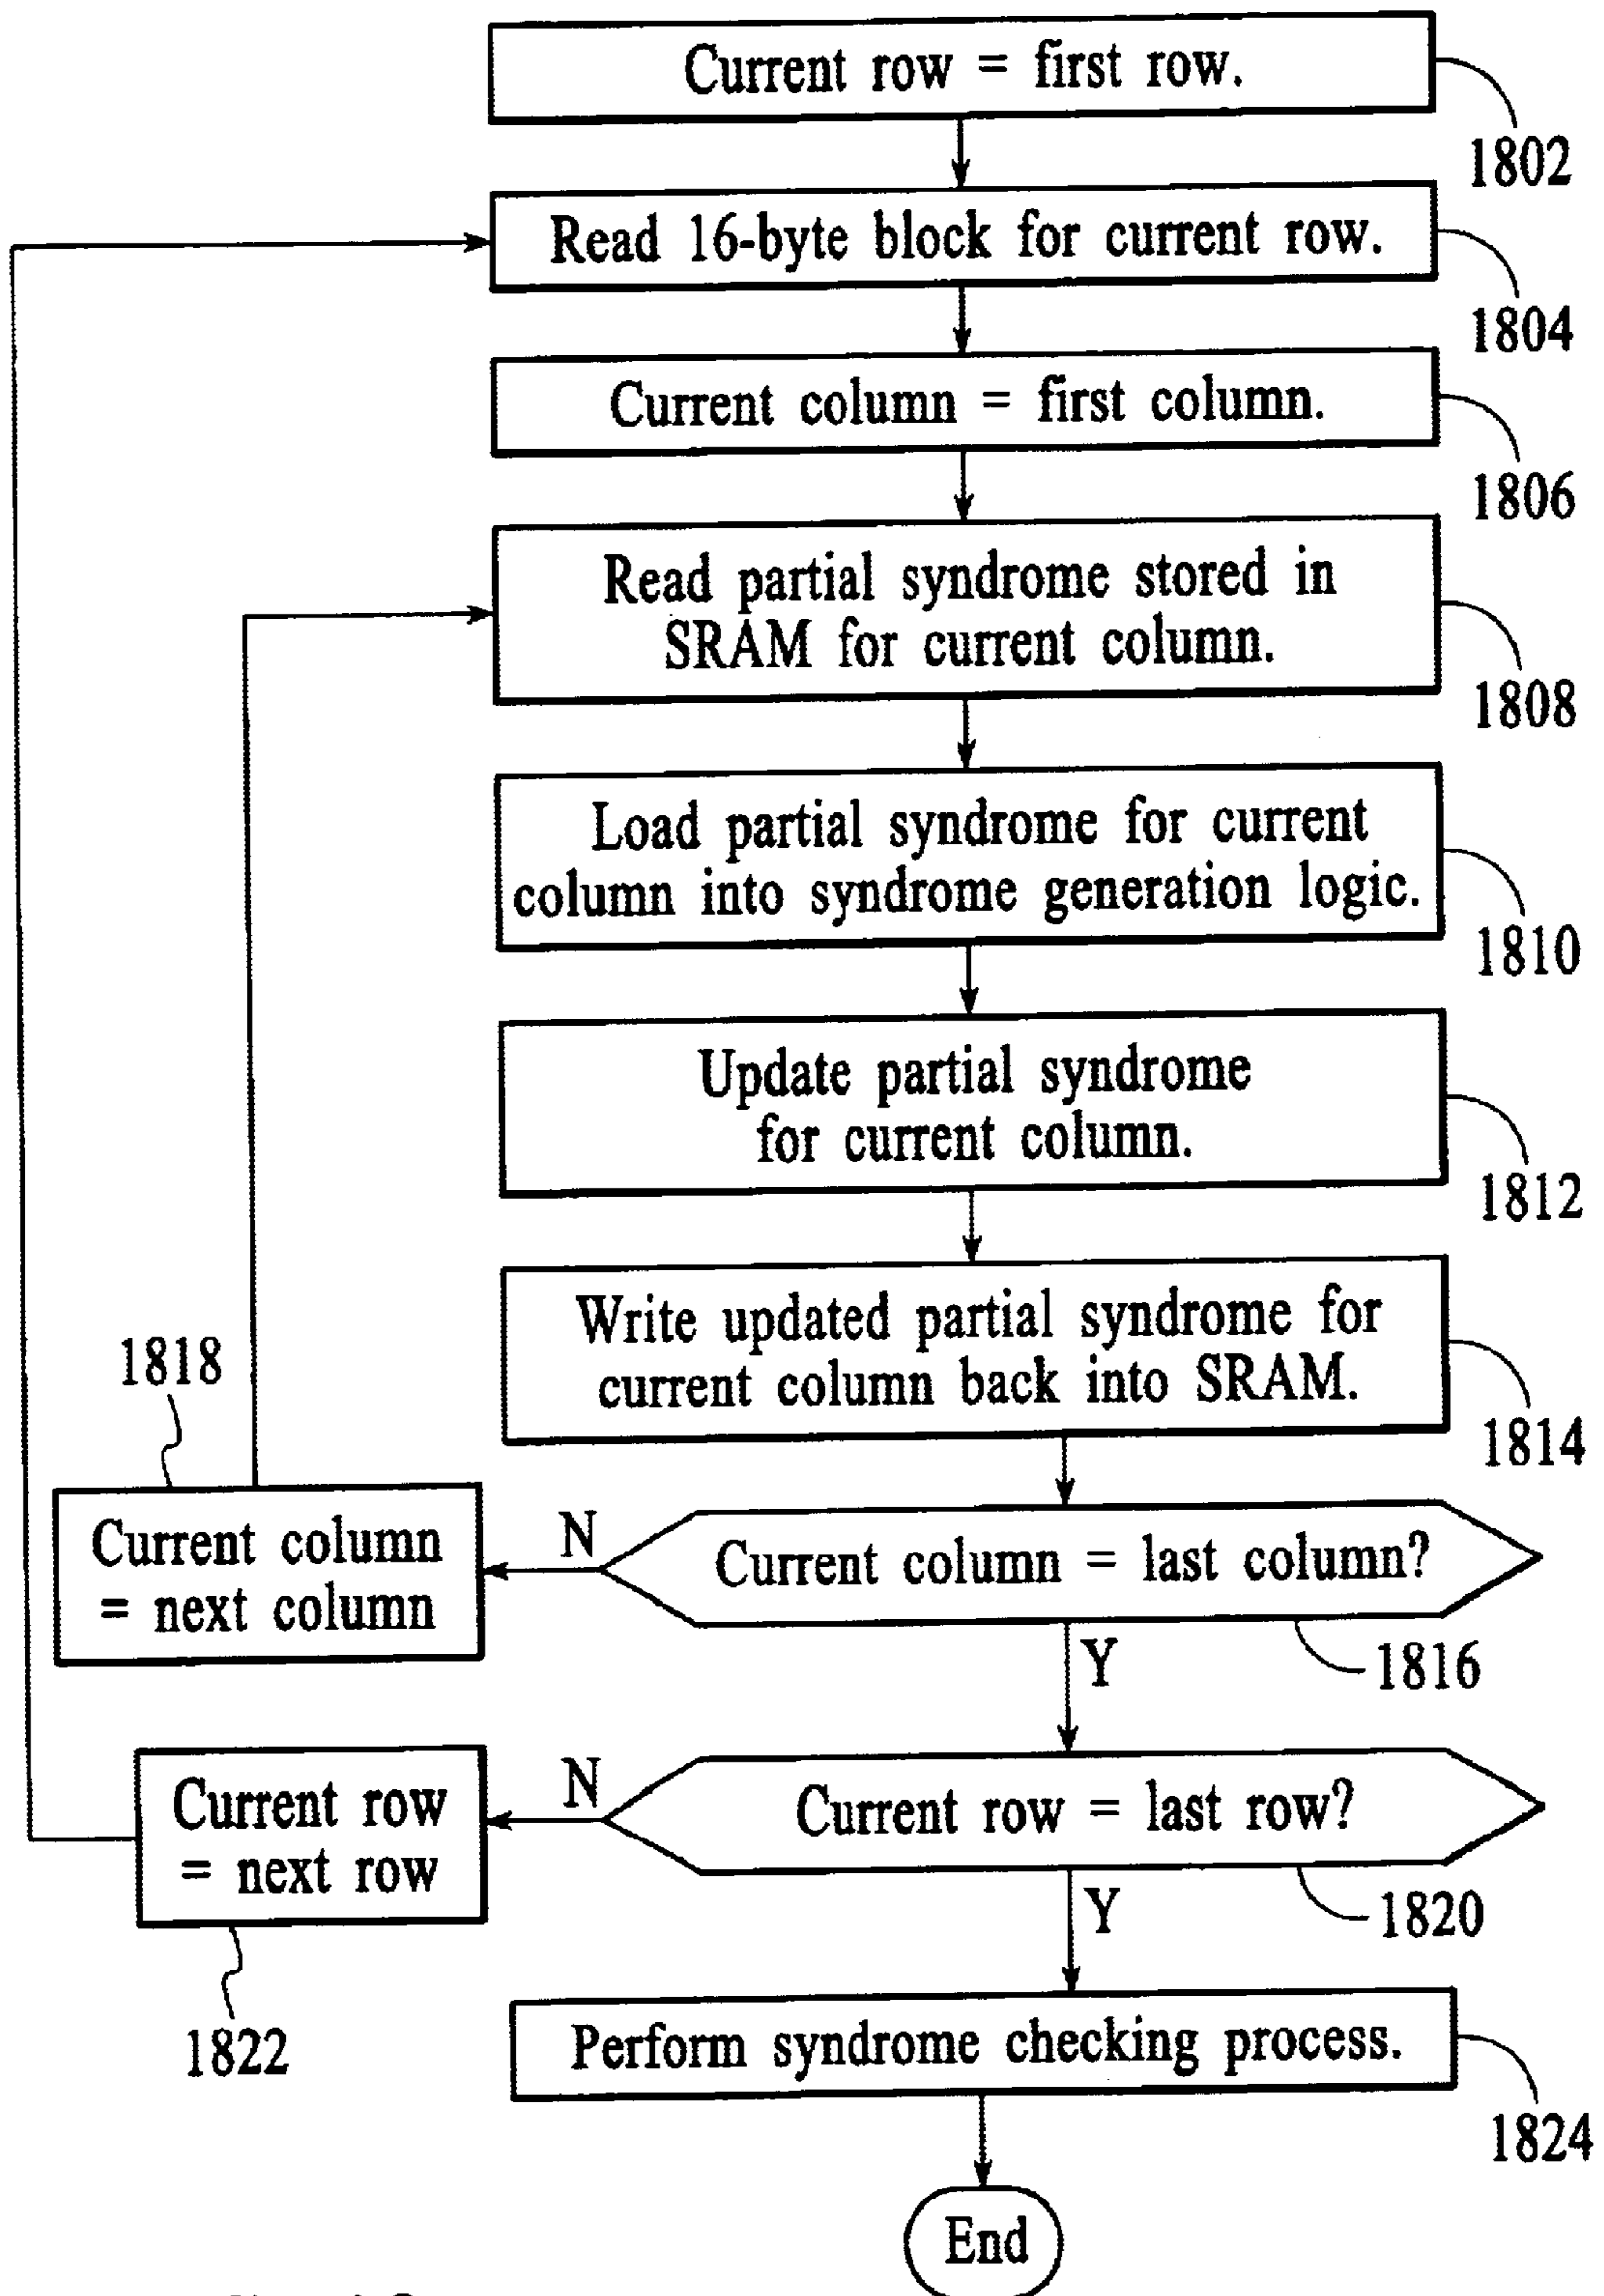 Current row = first row.
1802
Read 16-byte block for current row.
1804
Current column = first column.
1806
Read partial syndrome stored in
SRAM for current column.
1808
Load partial syndrome for current
column into syndrome generation logic.
1810
Update partial syndrome
for current column.
1812
Write updated partial syndrome for
current column back into SRAM.
1814
1818
Current column
= next column
N
Current column = last column?
1816
Y
Current row
= next row
N
Current row = last row?
1820
Y
1822
Perform syndrome checking process.
1824
End